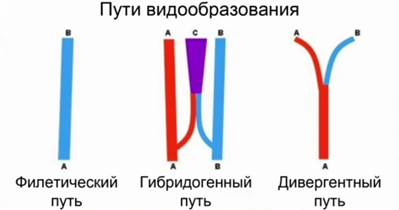 Пути видообразования
B A C B A B
A A B A
Филетический Гибридогенный Дивергентный
путь путь путь